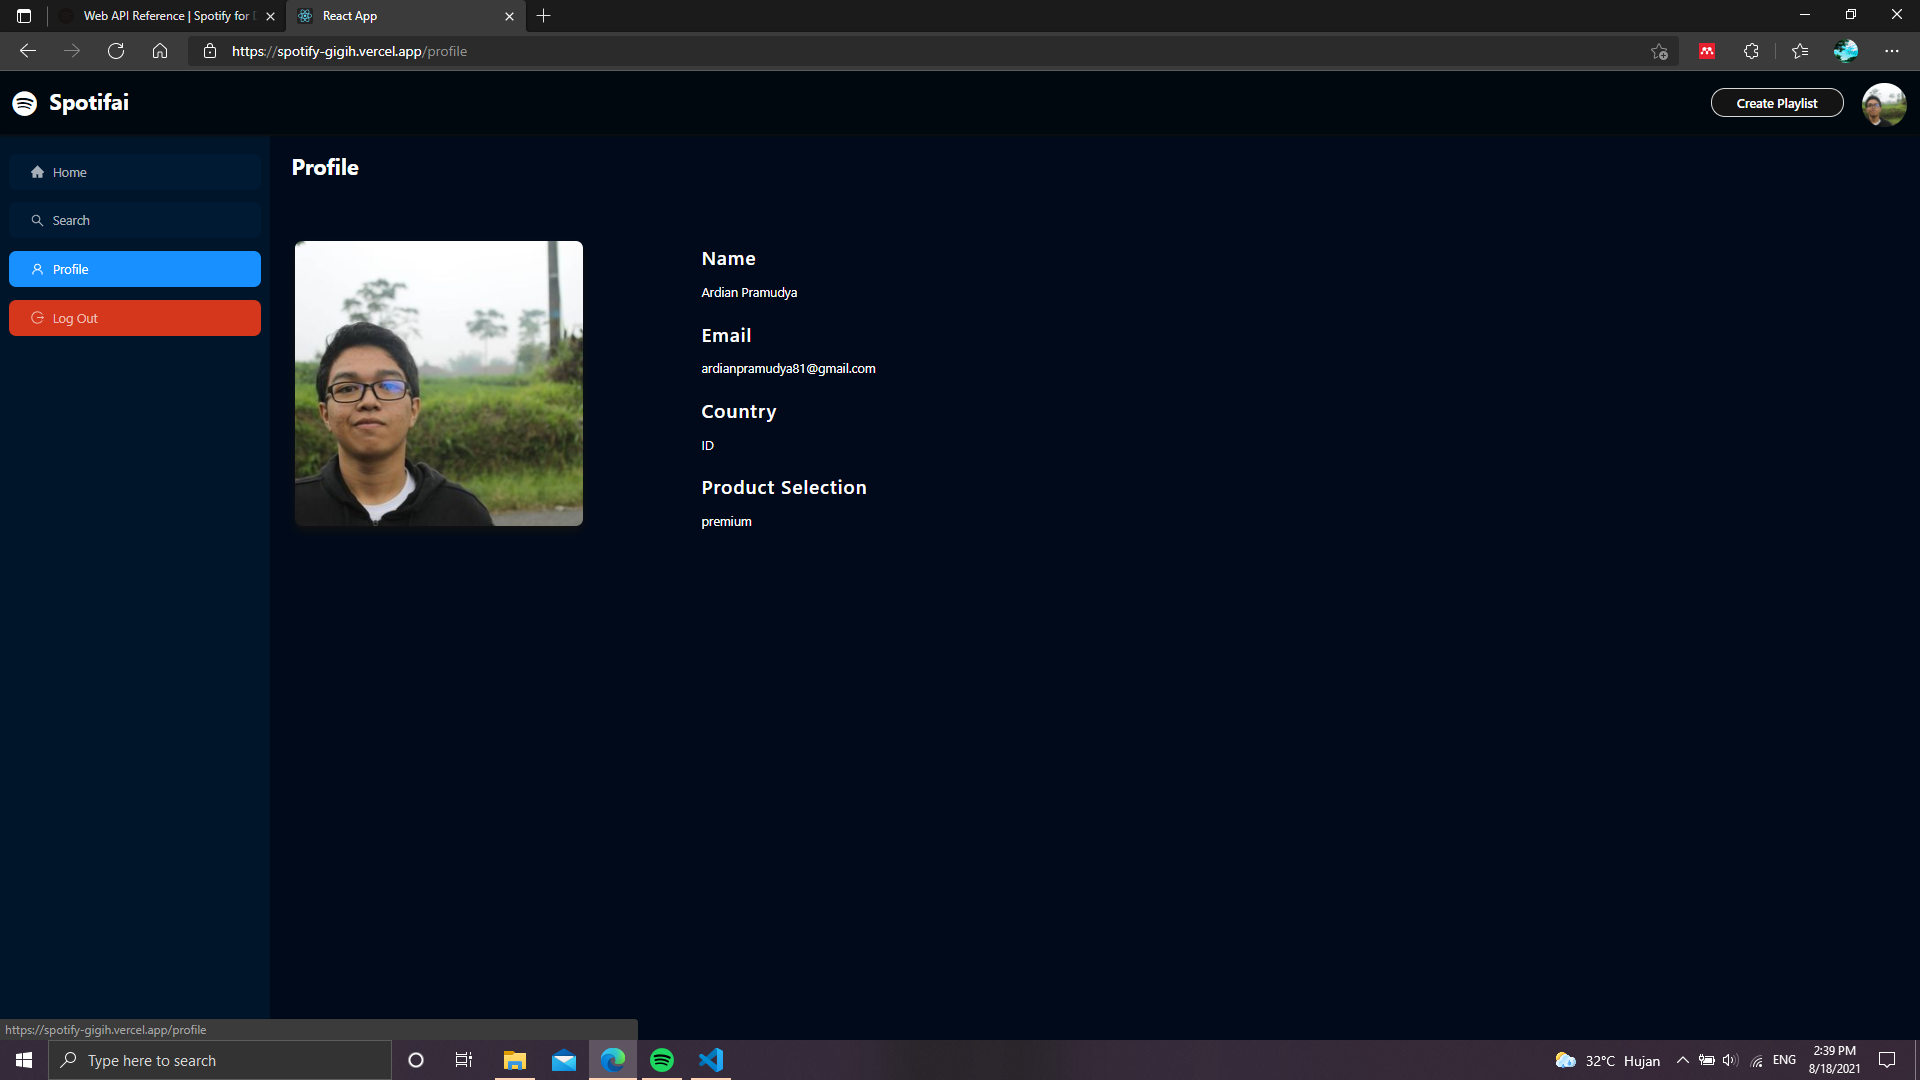 Web API Reference | Spotify for D
React App
https://spotify-gigih.vercel.app/profile
Spotifai
Create Playlist
Home
Search
Profile
Log Out
Profile
Name
Ardian Pramudya
Email
ardianpramudya81@gmail.com
Country
ID
Product Selection
premium
https://spotify-gigih.vercel.app/profile
Type here to search
32°C Hujan
ENG
2:39 PM
8/18/2021